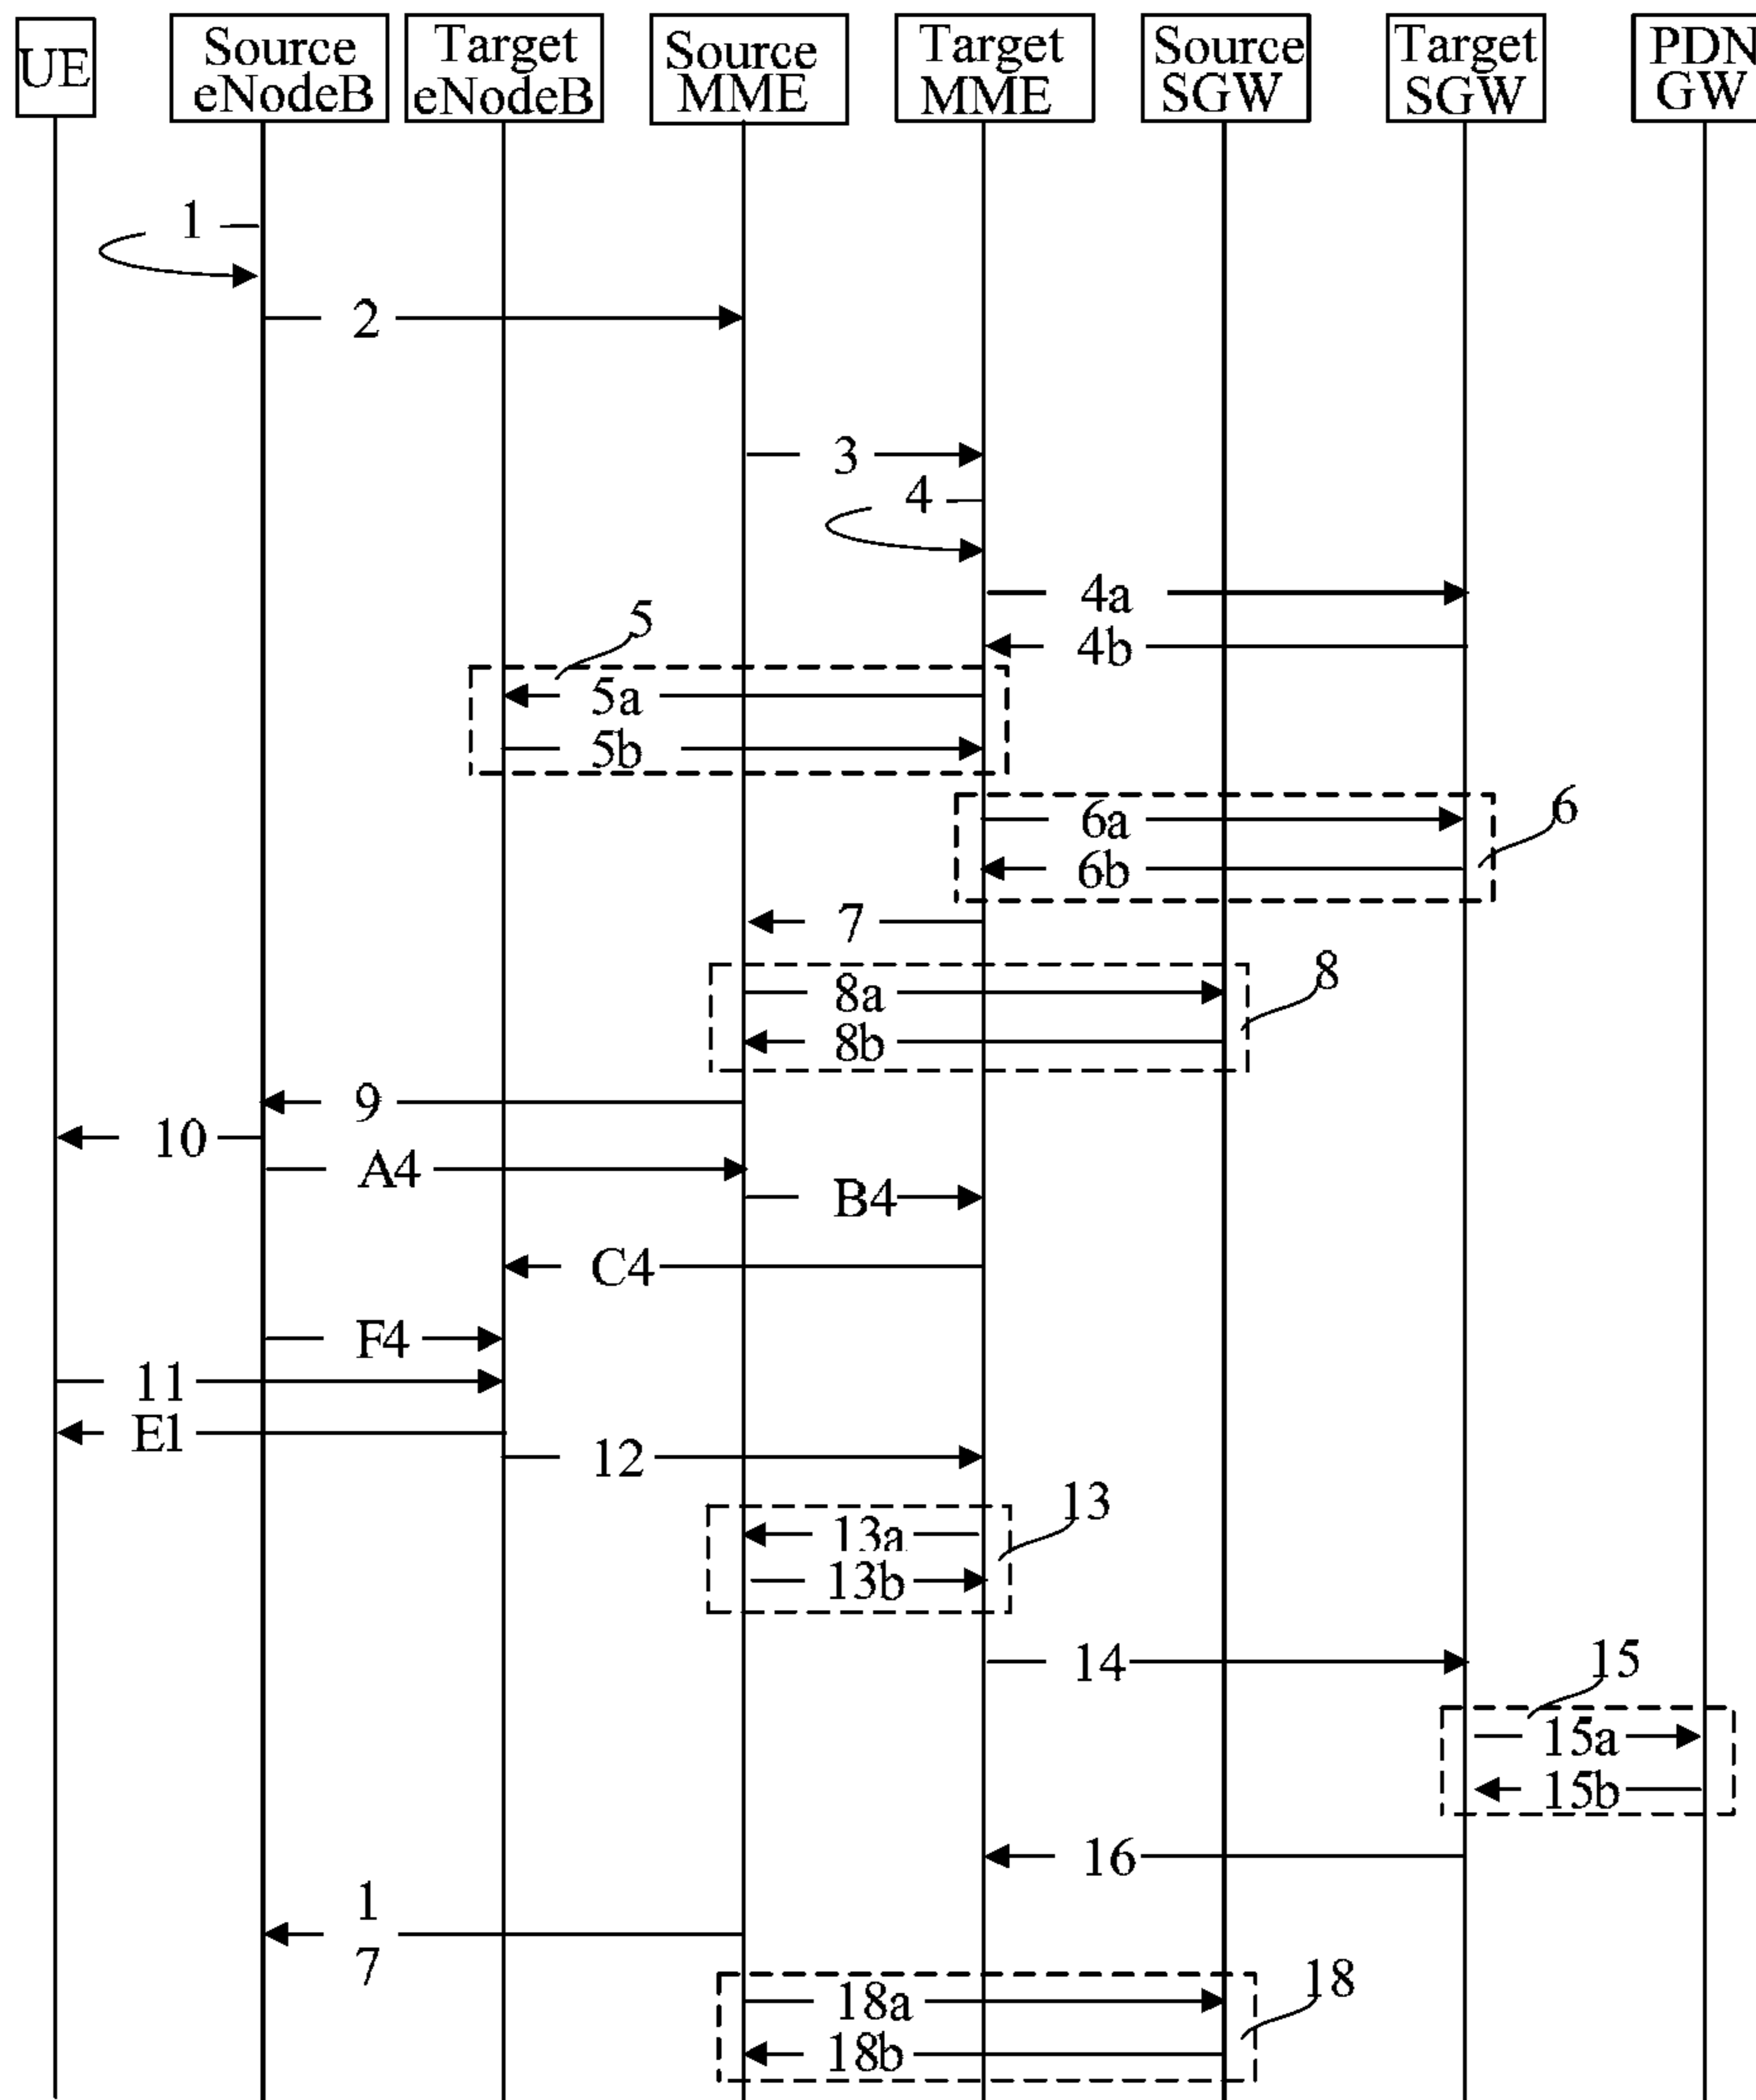 UE
Source
eNodeB
Target
eNodeB
Source
MME
Target
MME
Source
SGW
Target
SGW
PDN
GW
1
2
3
4
4a
4b
5
5a
5b
6
6a
6b
7
8
8a
8b
9
10
A4
B4
C4
F4
11
E1
12
13
13a
13b
14
15
15a
15b
16
1
7
18
18a
18b